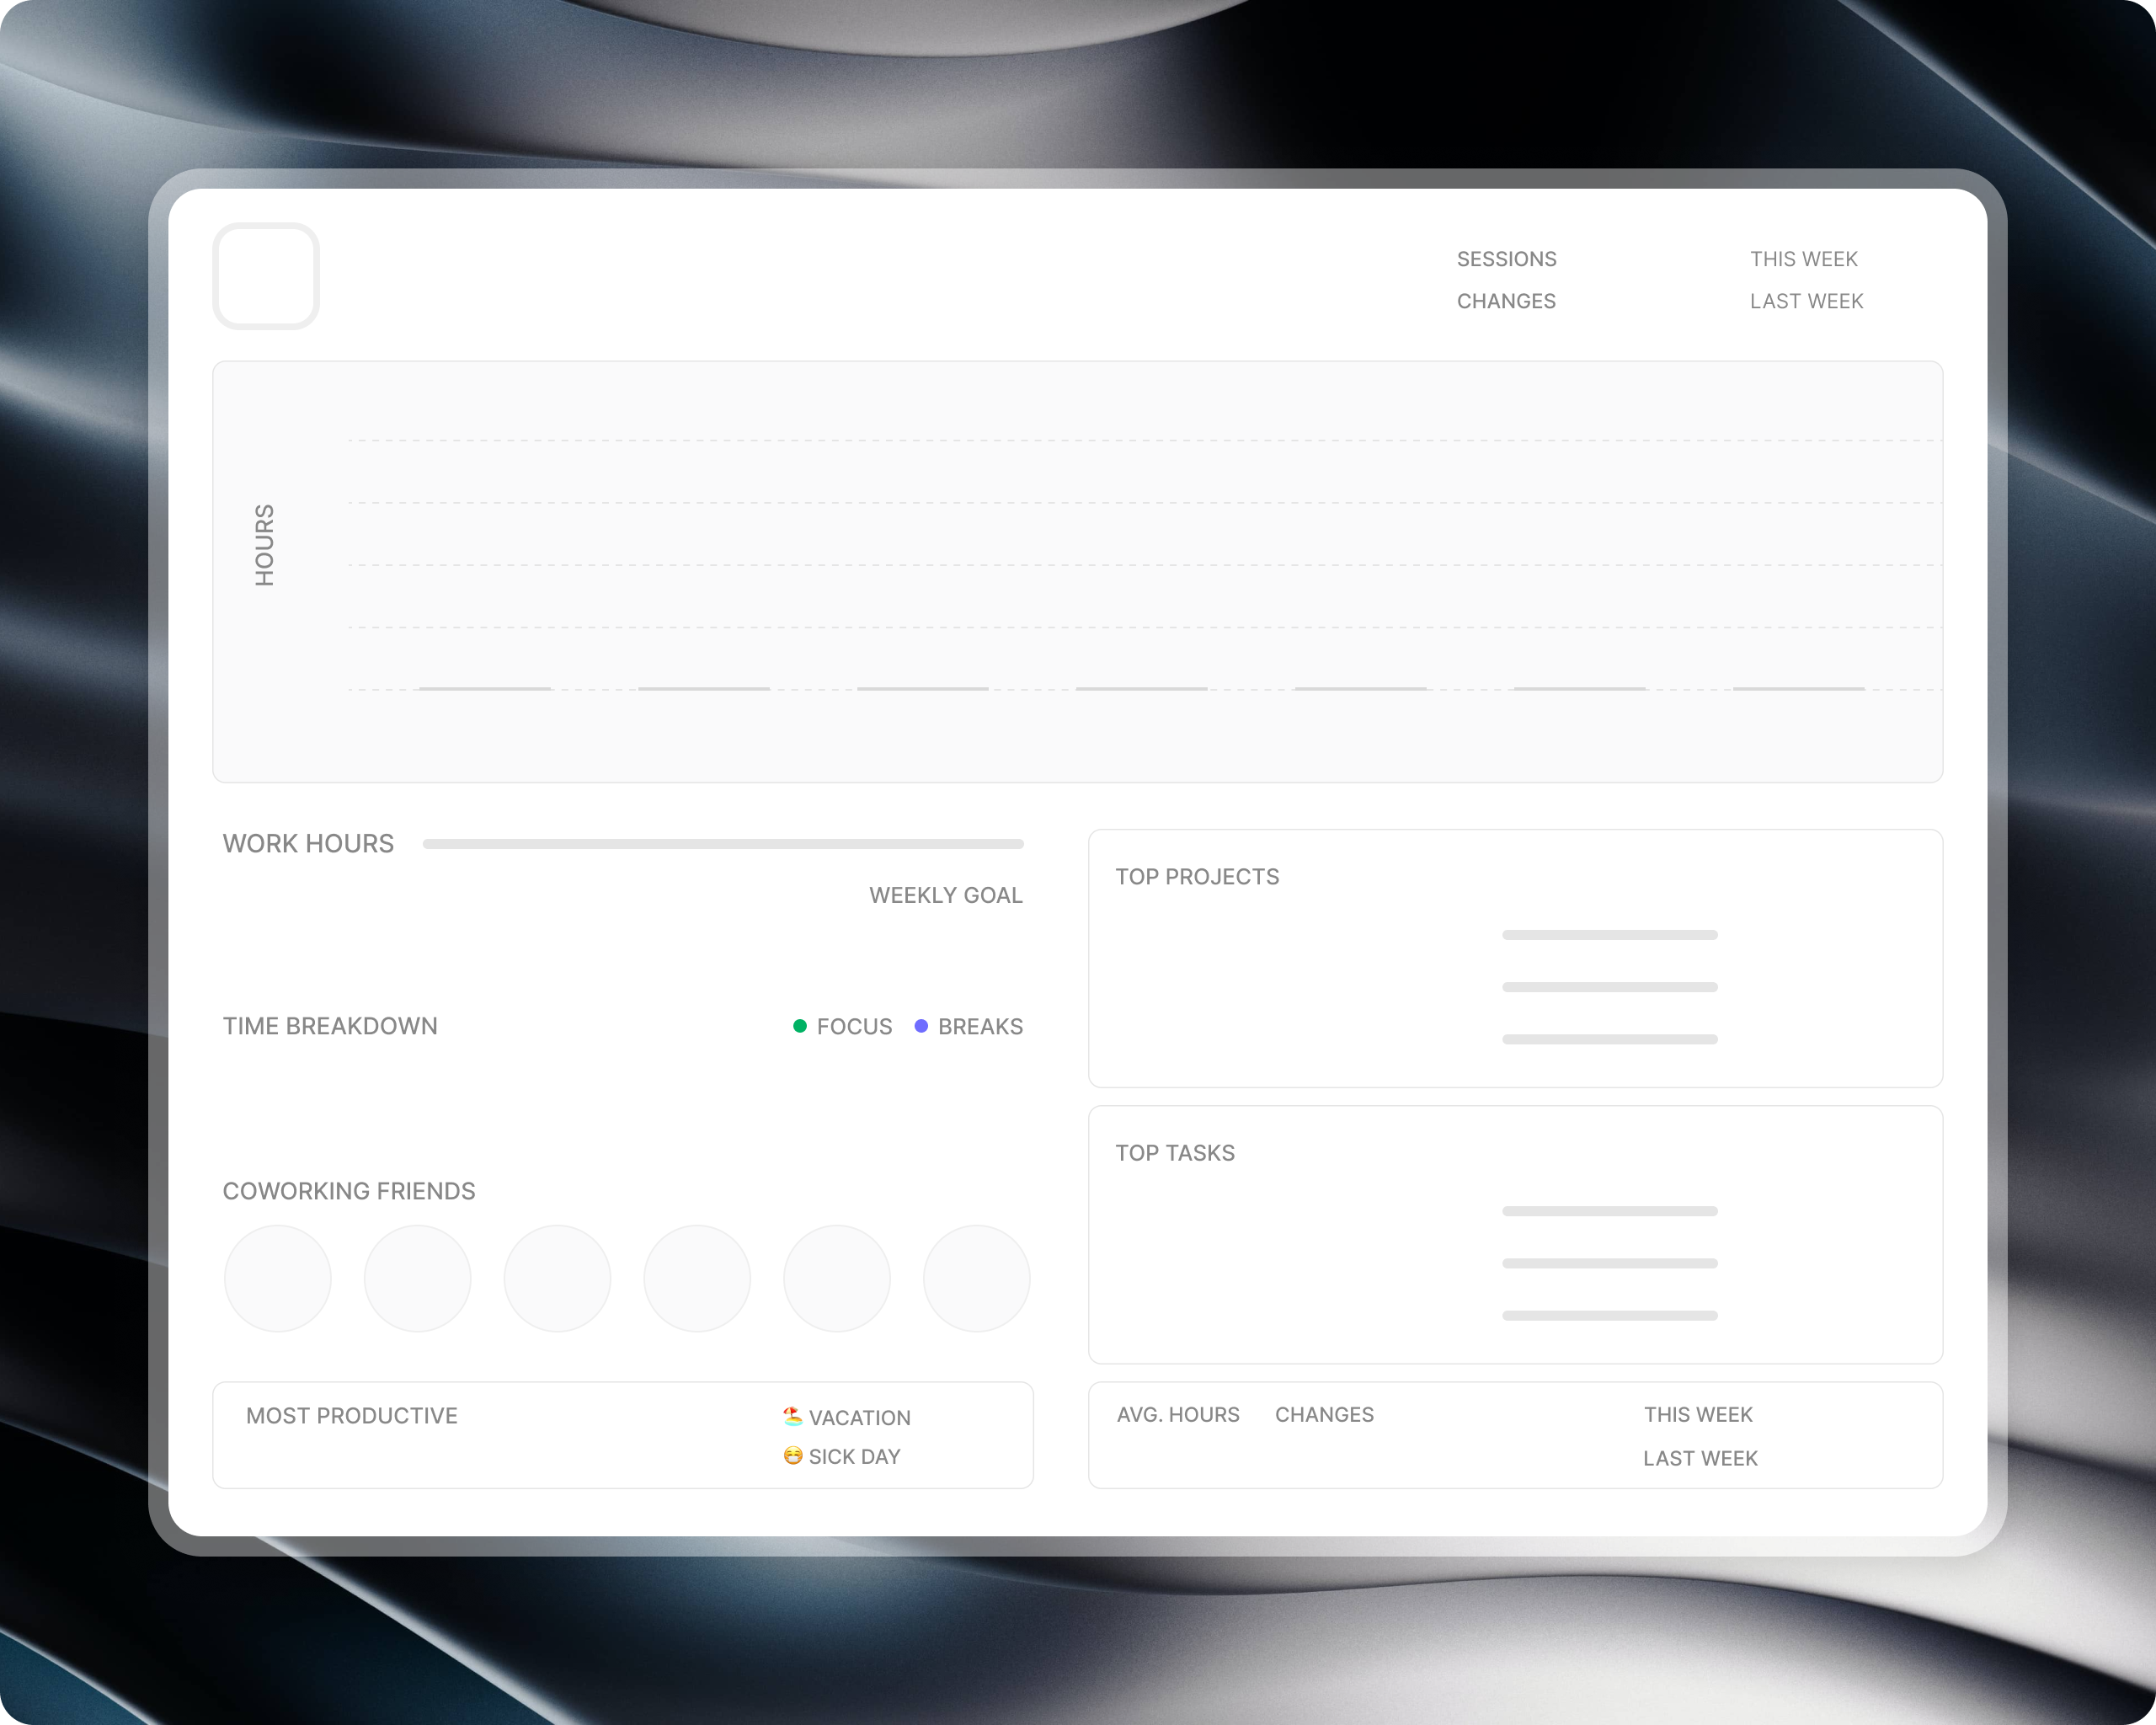 SESSIONS
THIS WEEK
CHANGES
LAST WEEK
HOURS
WORK HOURS
WEEKLY GOAL
TIME BREAKDOWN
FOCUS
BREAKS
COWORKING FRIENDS
TOP PROJECTS
TOP TASKS
MOST PRODUCTIVE
🏖️ VACATION
😷 SICK DAY
AVG. HOURS
CHANGES
THIS WEEK
LAST WEEK